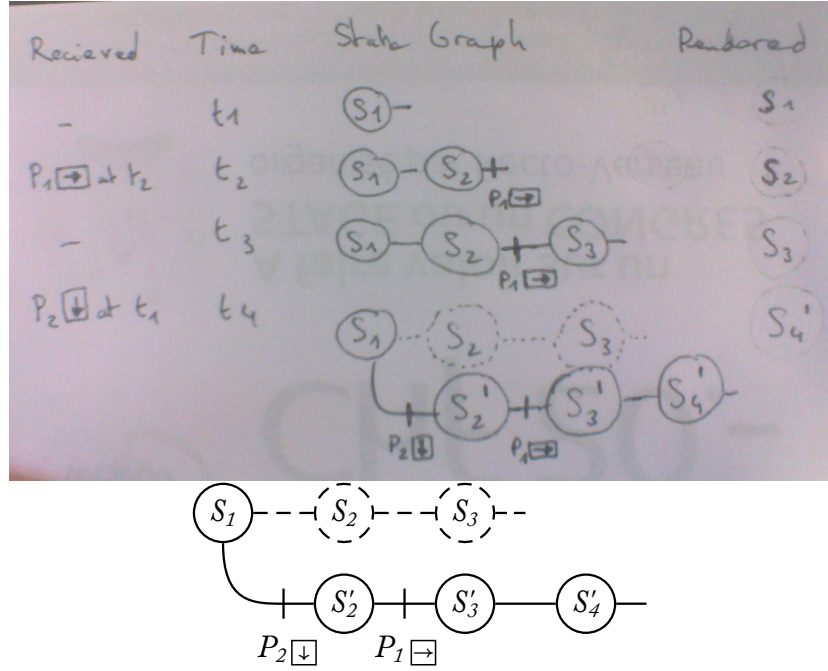 Recieved Time State Graph Rendered
– t1 S1 S1
P₁ → at t₂ t₂ S₁ S₂ S₂
P₁ →
– t₃ S₁ S₂ S₃ S₃
P₁ →
P₂ ↓ at t₁ t₄ S₁ S₂ S₃ S₄'
S₂' S₃' S₄'
P₂ ↓ P₁ →
S₁ S₂ S₃
S′₂ S′₃ S′₄
P₂ ↓ P₁ →